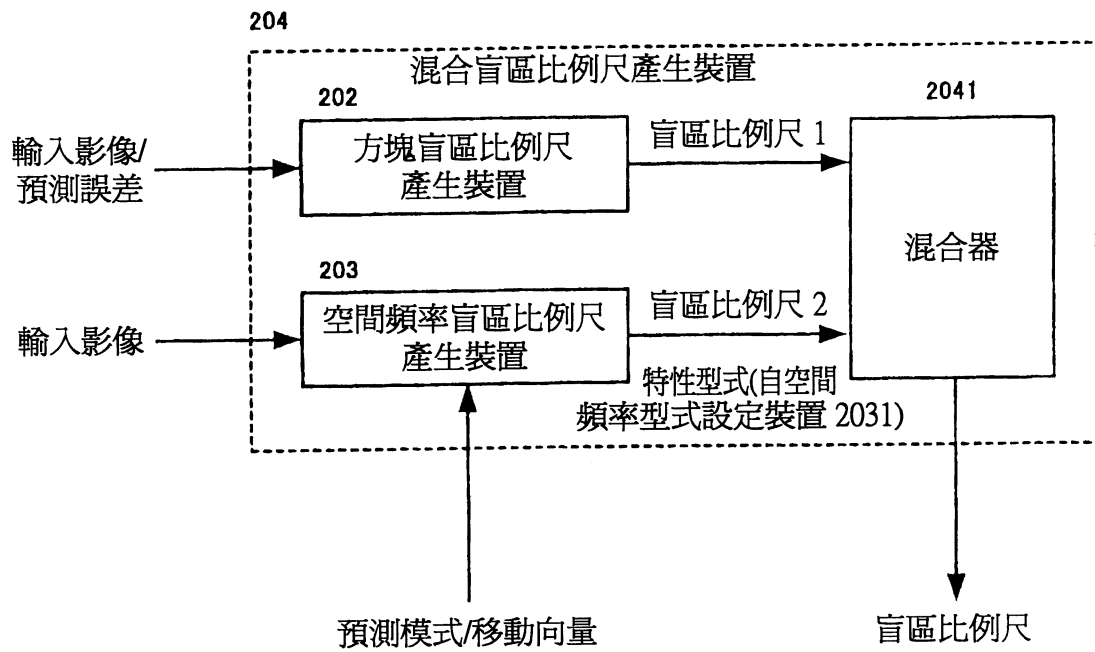 204
混合盲區比例尺產生裝置
202
2041
輸入影像/
預測誤差
方塊盲區比例尺
產生裝置
盲區比例尺 1
混合器
203
輸入影像
空間頻率盲區比例尺
產生裝置
盲區比例尺 2
特性型式(自空間
頻率型式設定裝置 2031)
預測模式/移動向量
盲區比例尺